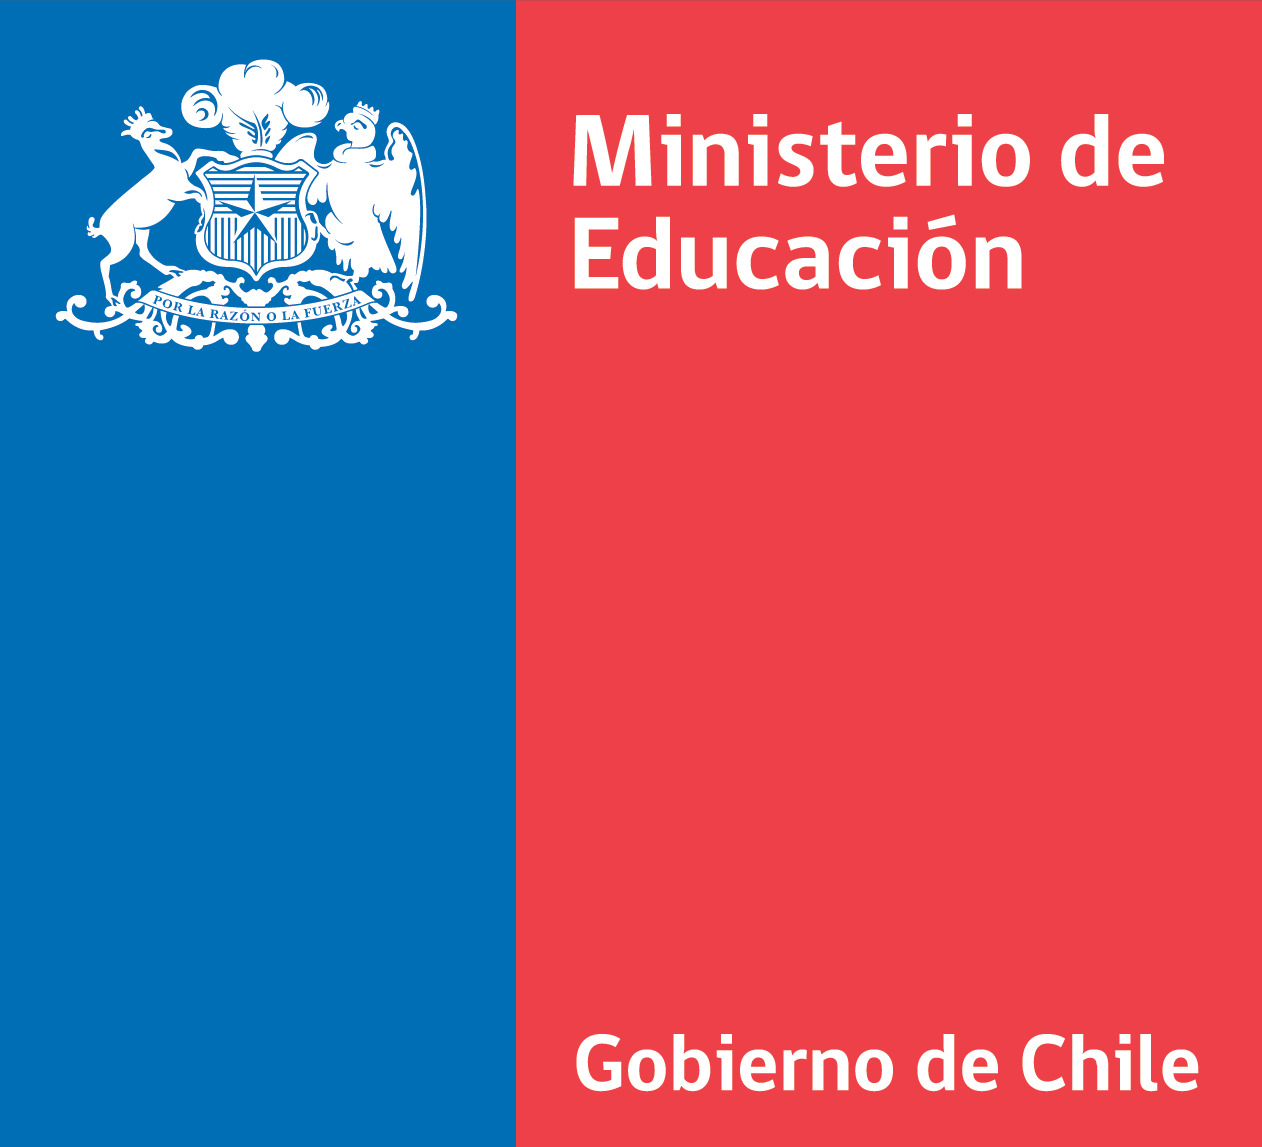 POR LA RAZÓN O LA FUERZA
Ministerio de
Educación
Gobierno de Chile